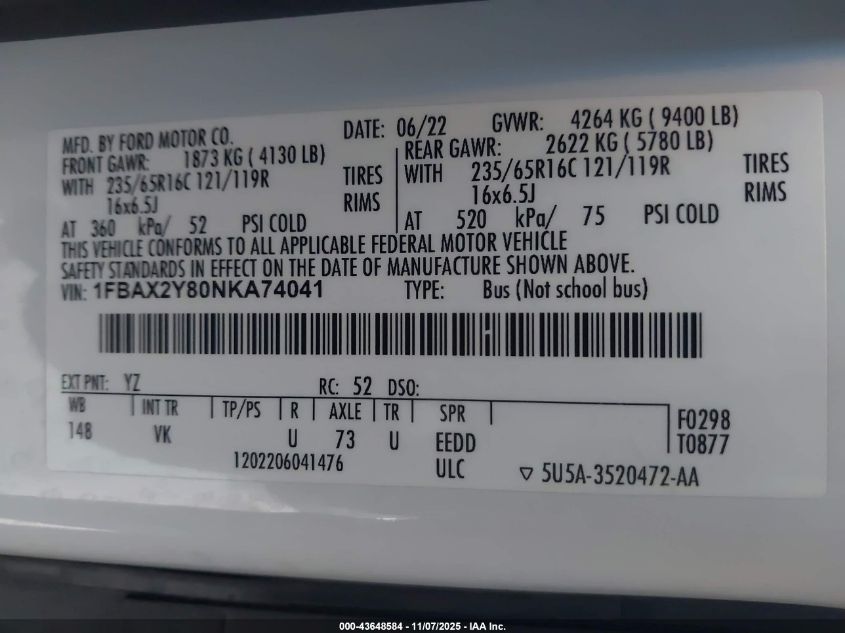 MFD. BY FORD MOTOR CO.
DATE: 06/22 GVWR: 4264 KG ( 9400 LB)
FRONT GAWR: 1873 KG ( 4130 LB)
WITH 235/65R16C 121/119R TIRES
16x6.5J RIMS
AT 360 kPa/ 52 PSI COLD
REAR GAWR: 2622 KG ( 5780 LB)
WITH 235/65R16C 121/119R TIRES
16x6.5J RIMS
AT 520 kPa/ 75 PSI COLD
THIS VEHICLE CONFORMS TO ALL APPLICABLE FEDERAL MOTOR VEHICLE
SAFETY STANDARDS IN EFFECT ON THE DATE OF MANUFACTURE SHOWN ABOVE.
VIN: 1FBAX2Y80NKA74041 TYPE: Bus (Not school bus)
EXT PNT: YZ RC: 52 DSO:
WB INT TR TP/PS R AXLE TR SPR
148 VK U 73 U EEDD
F0298
T0877
1202206041476 ULC
5U5A-3520472-AA
000-43648584 - 11/07/2025 - IAA Inc.